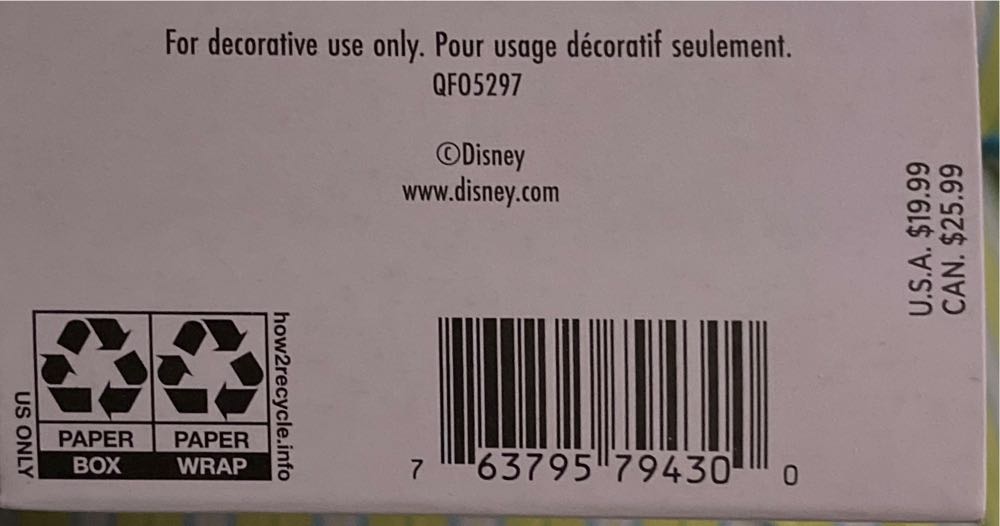 For decorative use only. Pour usage décoratif seulement.
QFO5297
©Disney
www.disney.com
U.S.A. $19.99
CAN. $25.99
US ONLY
PAPER
BOX
PAPER
WRAP
how2recycle.info
7 63795 79430 0